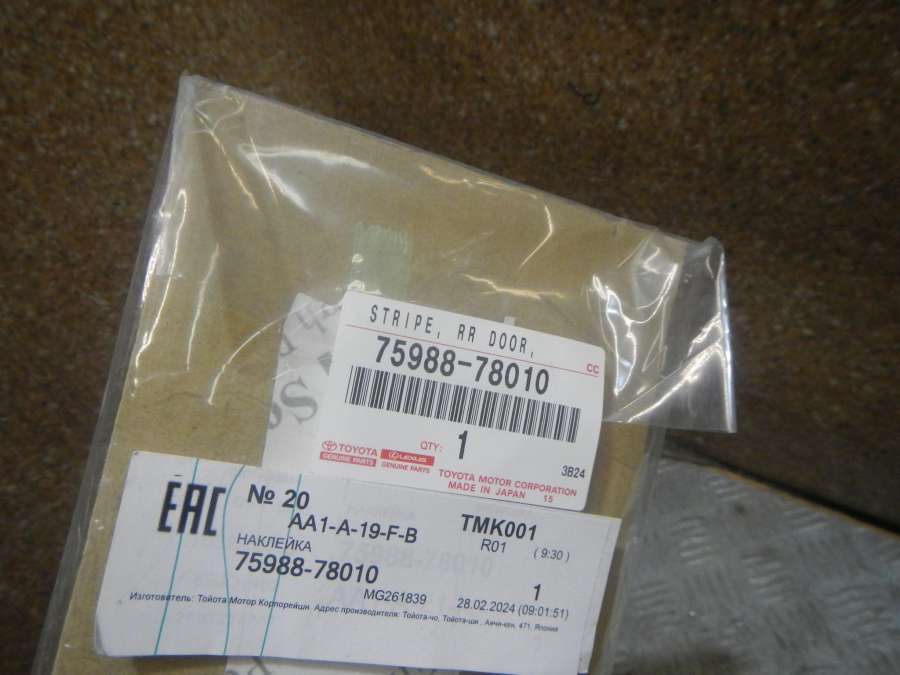 STRIPE, RR DOOR,
75988-78010
CC
QTY: 1
3B24
TOYOTA
GENUINE PARTS
LEXUS
GENUINE PARTS
TOYOTA MOTOR CORPORATION
MADE IN JAPAN 15
EAC
№ 20
AA1-A-19-F-B
TMK001
R01 (9:30)
НАКЛЕЙКА
75988-78010
1
MG261839
28.02.2024 (09:01:51)
Изготовитель: Тойота Мотор Корпорейшн. Адрес производителя: Тойота-чо, Тойота-ши, Аичи-кен, 471, Япония